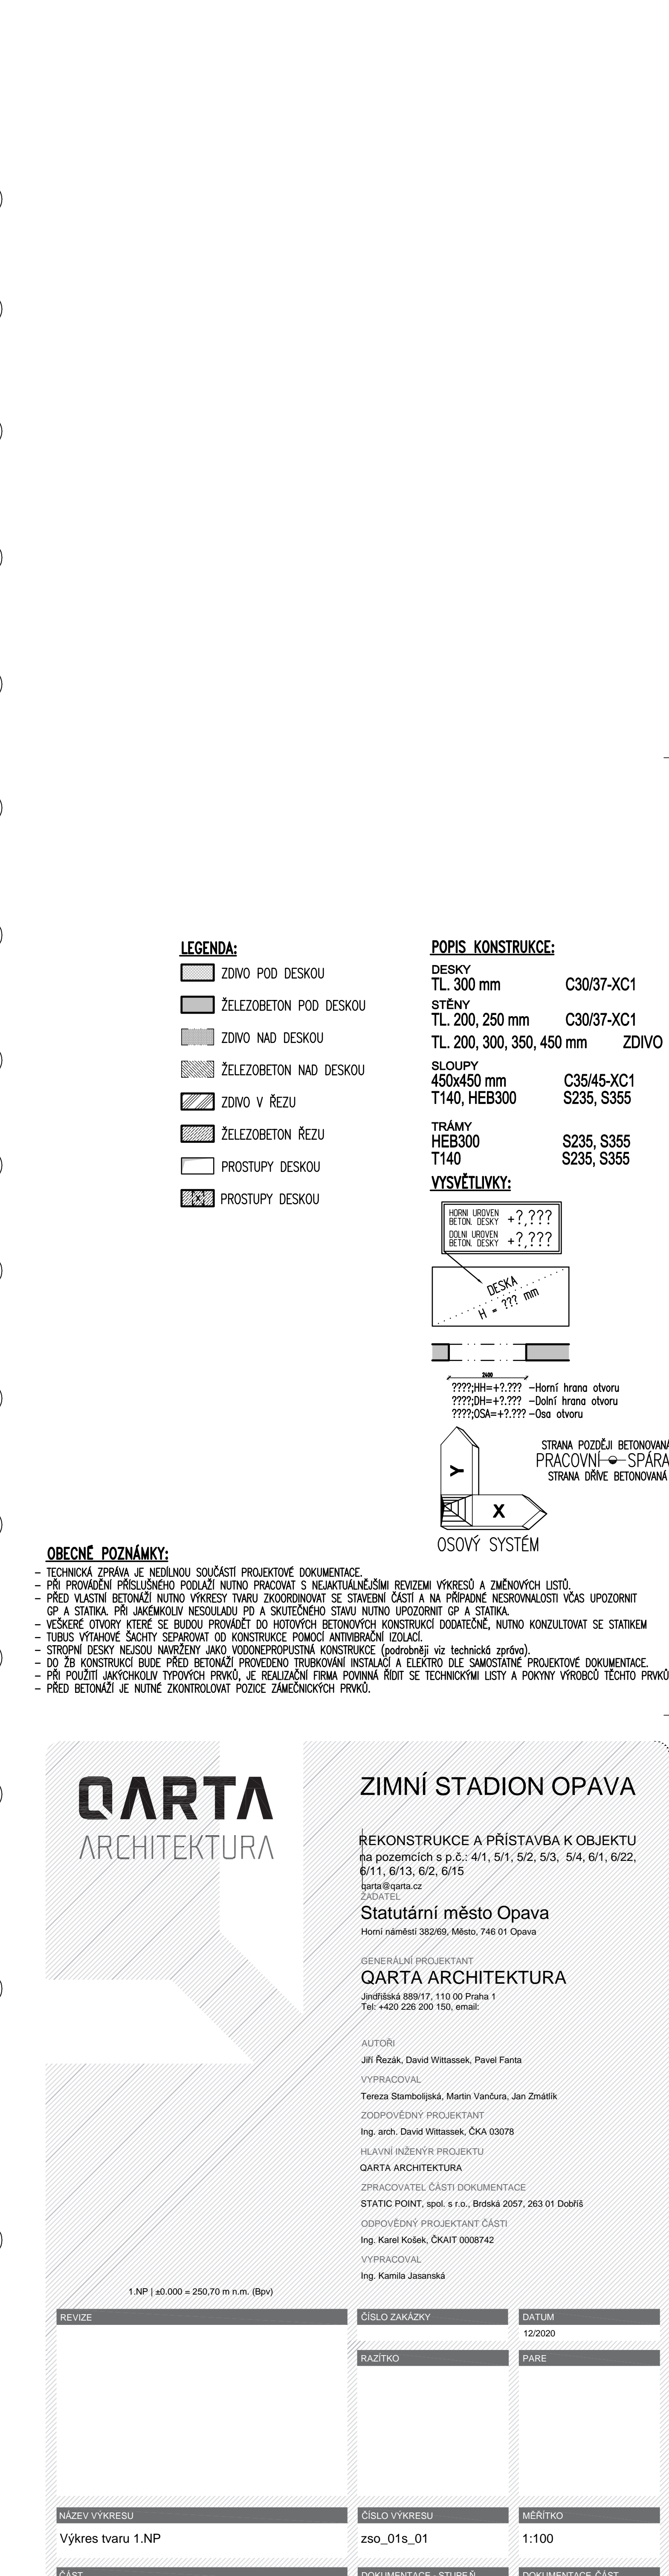 LEGENDA:
ZDIVO POD DESKOU
ŽELEZOBETON POD DESKOU
ZDIVO NAD DESKOU
ŽELEZOBETON NAD DESKOU
ZDIVO V ŘEZU
ŽELEZOBETON ŘEZU
PROSTUPY DESKOU
X PROSTUPY DESKOU
POPIS KONSTRUKCE:
DESKY
TL. 300 mm C30/37-XC1
STĚNY
TL. 200, 250 mm C30/37-XC1
TL. 200, 300, 350, 450 mm ZDIVO
SLOUPY
450x450 mm C35/45-XC1
T140, HEB300 S235, S355
TRÁMY
HEB300 S235, S355
T140 S235, S355
VYSVĚTLIVKY:
HORNI UROVEN
BETON. DESKY +?,???
DOLNI UROVEN
BETON. DESKY +?,???
DESKA
H = ??? mm
2400
????;HH=+?.??? –Horní hrana otvoru
????;DH=+?.??? –Dolní hrana otvoru
????;OSA=+?.??? –Osa otvoru
STRANA POZDĚJI BETONOVANÁ
PRACOVNÍ SPÁRA
STRANA DŘÍVE BETONOVANÁ
Y
X
OSOVÝ SYSTÉM
OBECNÉ POZNÁMKY:
– TECHNICKÁ ZPRÁVA JE NEDÍLNOU SOUČÁSTÍ PROJEKTOVÉ DOKUMENTACE.
– PŘI PROVÁDĚNÍ PŘÍSLUŠNÉHO PODLAŽÍ NUTNO PRACOVAT S NEJAKTUÁLNĚJŠÍMI REVIZEMI VÝKRESŮ A ZMĚNOVÝCH LISTŮ.
– PŘED VLASTNÍ BETONÁŽÍ NUTNO VÝKRESY TVARU ZKOORDINOVAT SE STAVEBNÍ ČÁSTÍ A NA PŘÍPADNÉ NESROVNALOSTI VČAS UPOZORNIT
GP A STATIKA. PŘI JAKÉMKOLIV NESOULADU PD A SKUTEČNÉHO STAVU NUTNO UPOZORNIT GP A STATIKA.
– VEŠKERÉ OTVORY KTERÉ SE BUDOU PROVÁDĚT DO HOTOVÝCH BETONOVÝCH KONSTRUKCÍ DODATEČNĚ, NUTNO KONZULTOVAT SE STATIKEM
– TUBUS VÝTAHOVÉ ŠACHTY SEPAROVAT OD KONSTRUKCE POMOCÍ ANTIVIBRAČNÍ IZOLACÍ.
– STROPNÍ DESKY NEJSOU NAVRŽENY JAKO VODONEPROPUSTNÁ KONSTRUKCE (podrobněji viz technická zpráva).
– DO ŽB KONSTRUKCÍ BUDE PŘED BETONÁŽÍ PROVEDENO TRUBKOVÁNÍ INSTALACÍ A ELEKTRO DLE SAMOSTATNÉ PROJEKTOVÉ DOKUMENTACE.
– PŘI POUŽITÍ JAKÝCHKOLIV TYPOVÝCH PRVKŮ, JE REALIZAČNÍ FIRMA POVINNÁ ŘÍDIT SE TECHNICKÝMI LISTY A POKYNY VÝROBCŮ TĚCHTO PRVKŮ
– PŘED BETONÁŽÍ JE NUTNÉ ZKONTROLOVAT POZICE ZÁMEČNICKÝCH PRVKŮ.
QARTA
ARCHITEKTURA
ZIMNÍ STADION OPAVA
REKONSTRUKCE A PŘÍSTAVBA K OBJEKTU
na pozemcích s p.č.: 4/1, 5/1, 5/2, 5/3, 5/4, 6/1, 6/22,
6/11, 6/13, 6/2, 6/15
qarta@qarta.cz
ŽADATEL
Statutární město Opava
Horní náměstí 382/69, Město, 746 01 Opava
GENERÁLNÍ PROJEKTANT
QARTA ARCHITEKTURA
Jindřišská 889/17, 110 00 Praha 1
Tel: +420 226 200 150, email:
AUTOŘI
Jiří Řezák, David Wittassek, Pavel Fanta
VYPRACOVAL
Tereza Stambolijská, Martin Vančura, Jan Zmátlík
ZODPOVĚDNÝ PROJEKTANT
Ing. arch. David Wittassek, ČKA 03078
HLAVNÍ INŽENÝR PROJEKTU
QARTA ARCHITEKTURA
ZPRACOVATEL ČÁSTI DOKUMENTACE
STATIC POINT, spol. s r.o., Brdská 2057, 263 01 Dobříš
ODPOVĚDNÝ PROJEKTANT ČÁSTI
Ing. Karel Košek, ČKAIT 0008742
VYPRACOVAL
Ing. Kamila Jasanská
1.NP | ±0.000 = 250,70 m n.m. (Bpv)
REVIZE
ČÍSLO ZAKÁZKY
DATUM
12/2020
RAZÍTKO
PARE
NÁZEV VÝKRESU
ČÍSLO VÝKRESU
MĚŘÍTKO
Výkres tvaru 1.NP
zso_01s_01
1:100
ČÁST
DOKUMENTACE - STUPEŇ
DOKUMENTACE-ČÁST